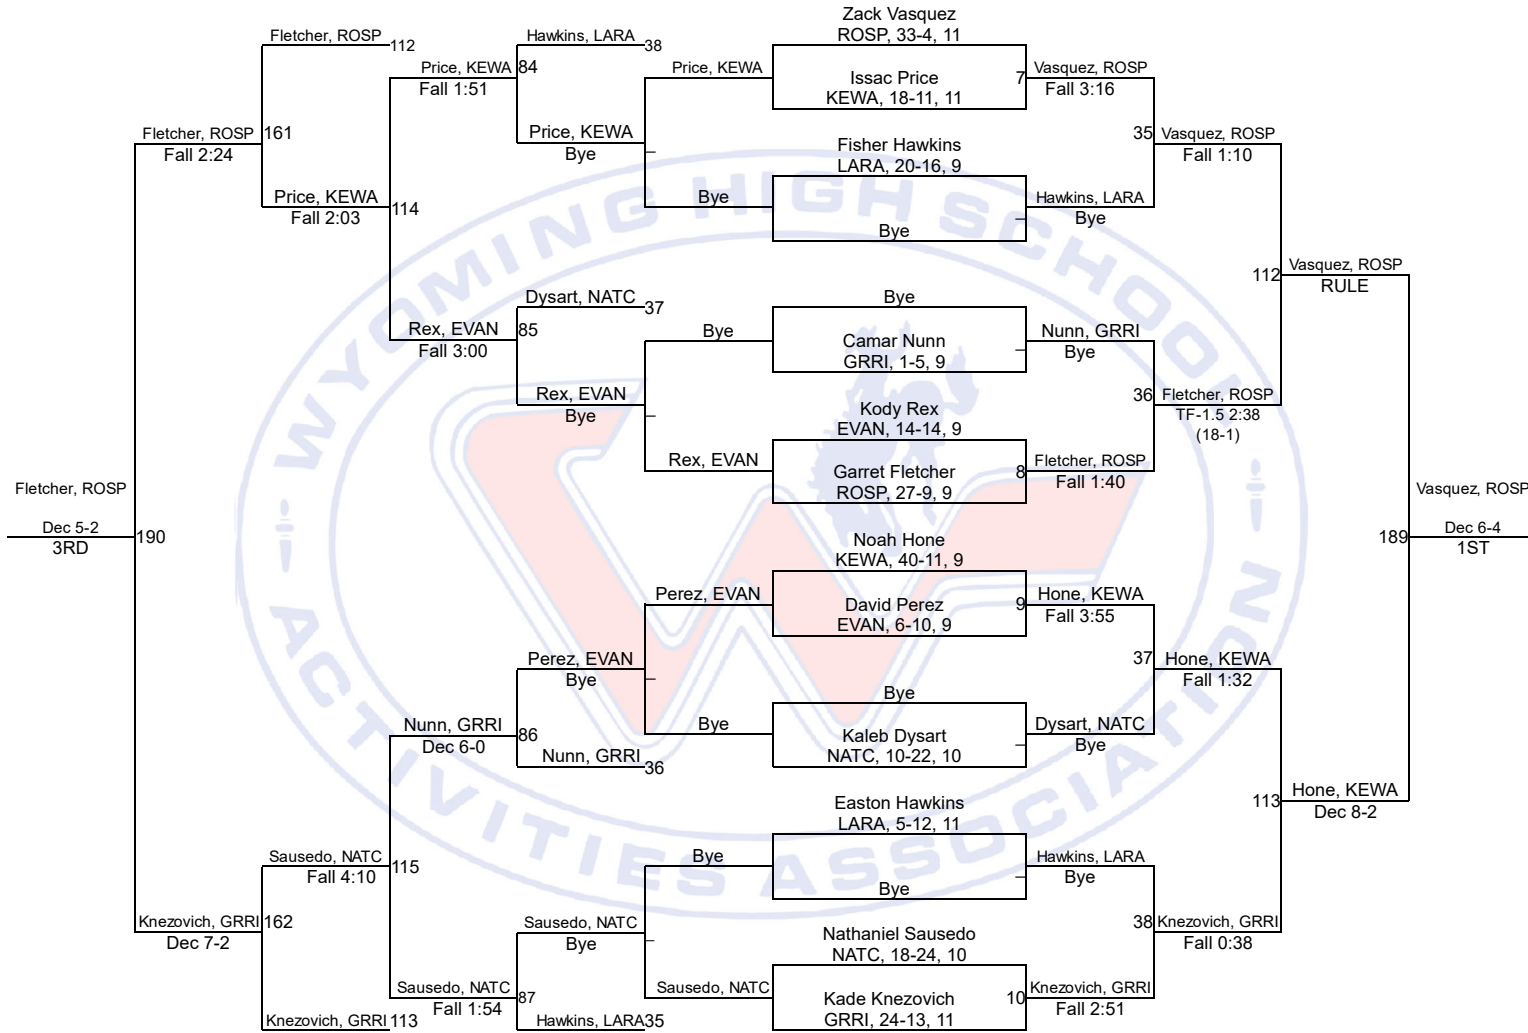 Zack Vasquez
ROSP, 33-4, 11
Issac Price
KEWA, 18-11, 11
7
Fisher Hawkins
LARA, 20-16, 9
Bye
_
Bye
Camar Nunn
GRRI, 1-5, 9
_
Kody Rex
EVAN, 14-14, 9
Garret Fletcher
ROSP, 27-9, 9
8
Noah Hone
KEWA, 40-11, 9
David Perez
EVAN, 6-10, 9
9
Bye
Kaleb Dysart
NATC, 10-22, 10
_
Easton Hawkins
LARA, 5-12, 11
Bye
_
Nathaniel Sausedo
NATC, 18-24, 10
Kade Knezovich
GRRI, 24-13, 11
10
Vasquez, ROSP
Fall 3:16
35
Hawkins, LARA
Bye
Nunn, GRRI
Bye
36
Fletcher, ROSP
Fall 1:40
Hone, KEWA
Fall 3:55
37
Dysart, NATC
Bye
Hawkins, LARA
Bye
38
Knezovich, GRRI
Fall 2:51
Vasquez, ROSP
Fall 1:10
112
Fletcher, ROSP
TF-1.5 2:38
(18-1)
Hone, KEWA
Fall 1:32
113
Knezovich, GRRI
Fall 0:38
Vasquez, ROSP
RULE
189
Hone, KEWA
Dec 8-2
Vasquez, ROSP
Dec 6-4
1ST
Price, KEWA
Bye
_
Bye
Rex, EVAN
_
Perez, EVAN
Bye
_
Bye
Sausedo, NATC
_
Hawkins, LARA
38
84
Price, KEWA
Bye
Dysart, NATC
37
85
Rex, EVAN
Bye
Perez, EVAN
Bye
86
Nunn, GRRI
36
Sausedo, NATC
Bye
87
Hawkins, LARA
35
Price, KEWA
Fall 1:51
114
Rex, EVAN
Fall 3:00
Nunn, GRRI
Dec 6-0
115
Sausedo, NATC
Fall 1:54
Fletcher, ROSP
112
161
Price, KEWA
Fall 2:03
Sausedo, NATC
Fall 4:10
162
Knezovich, GRRI
113
Fletcher, ROSP
Fall 2:24
190
Knezovich, GRRI
Dec 7-2
Fletcher, ROSP
Dec 5-2
3RD
WYOMING HIGH SCHOOL
ACTIVITIES ASSOCIATION